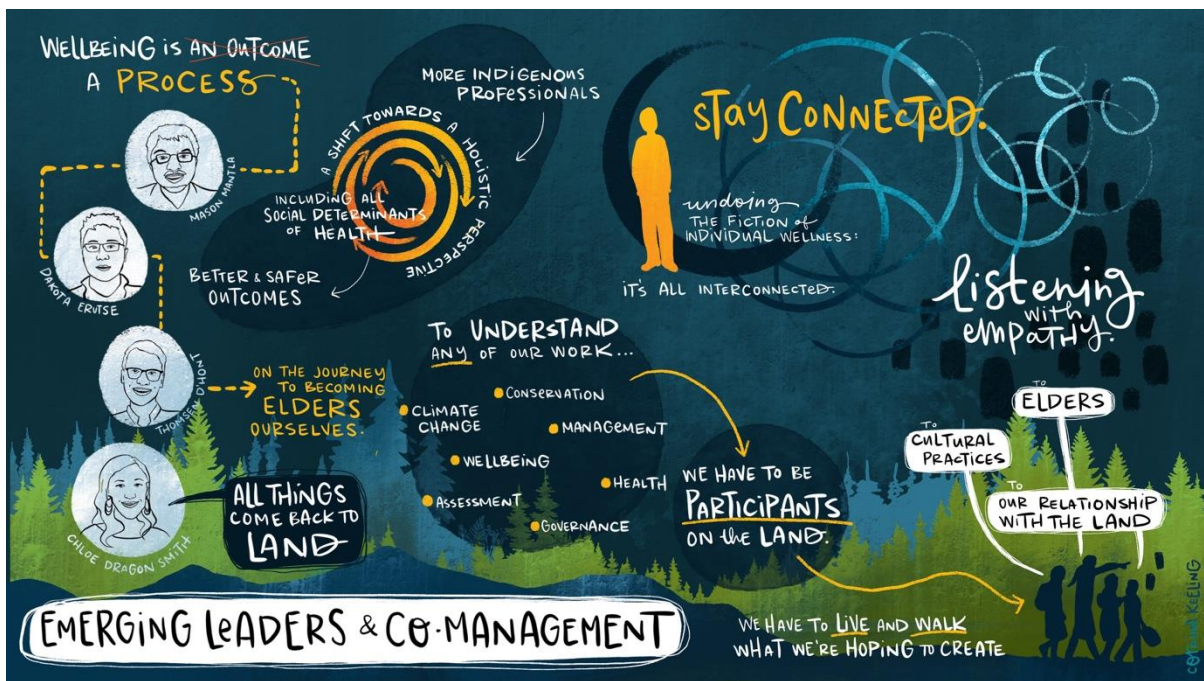 WELLBEING IS AN OUTCOME
A PROCESS
MASON MANTLA
DAKOTA ERUTSE
THOMSEN D'HONT
CHLOE DRAGON SMITH
ON THE JOURNEY
TO BECOMING
ELDERS
OURSELVES.
ALL THINGS
COME BACK TO
LAND
MORE INDIGENOUS
PROFESSIONALS
A SHIFT TOWARDS A HOLISTIC PERSPECTIVE
INCLUDING ALL
SOCIAL DETERMINANTS
OF HEALTH
BETTER & SAFER
OUTCOMES
STAY CONNECTED.
undoing
THE FICTION OF
INDIVIDUAL WELLNESS:
IT'S ALL INTERCONNECTED.
listening
with
empathy.
TO UNDERSTAND
ANY OF OUR WORK...
CONSERVATION
CLIMATE
CHANGE
MANAGEMENT
WELLBEING
HEALTH
ASSESSMENT
GOVERNANCE
WE HAVE TO BE
PARTICIPANTS
ON the LAND.
TO
ELDERS
TO
CULTURAL
PRACTICES
TO
OUR RELATIONSHIP
WITH THE LAND
WE HAVE TO LIVE AND WALK
WHAT WE'RE HOPING TO CREATE
EMERGING LEADERS & CO-MANAGEMENT
KEELING